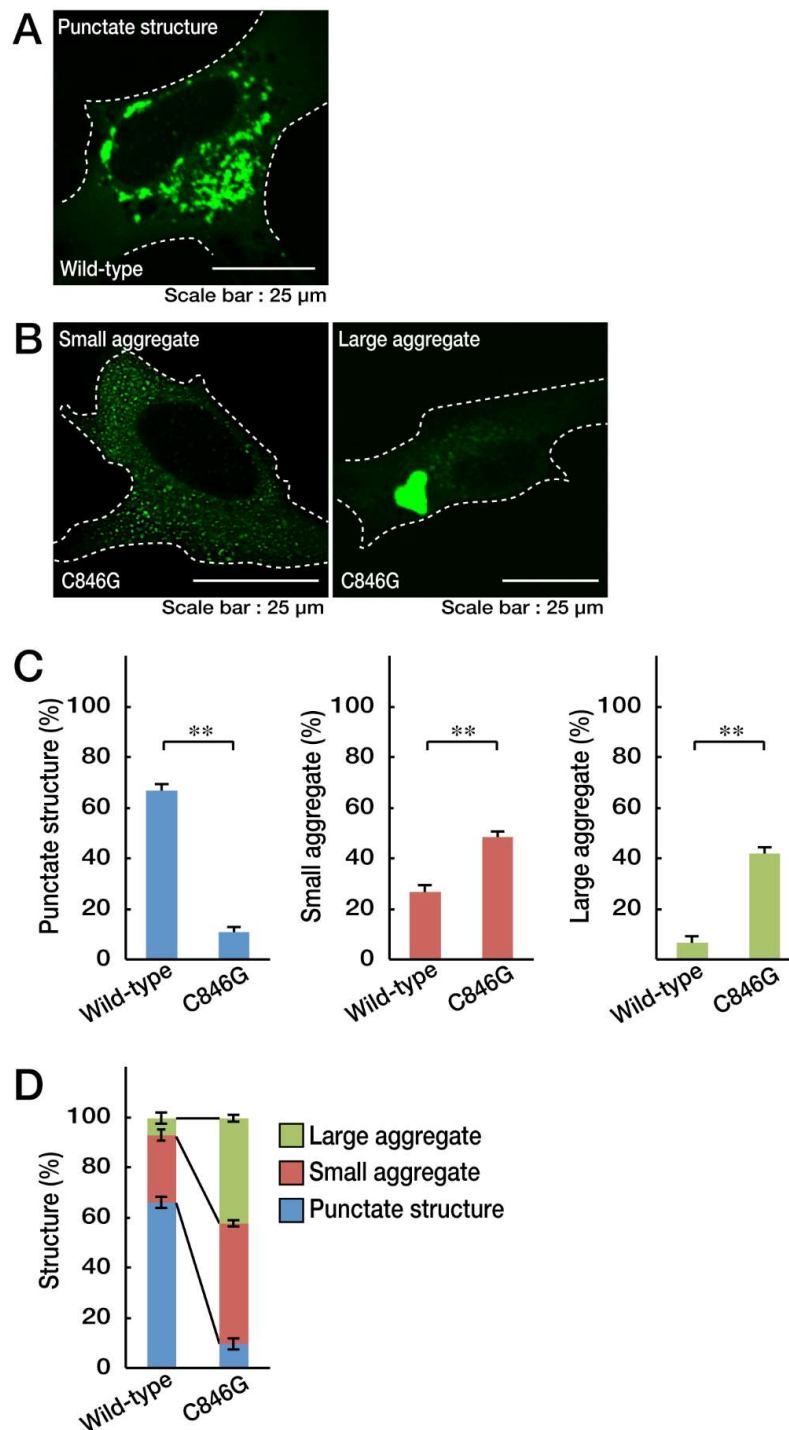 A
Punctate structure
Wild-type
Scale bar : 25 µm
B
Small aggregate
Large aggregate
C846G
C846G
Scale bar : 25 µm
Scale bar : 25 µm
C
Punctate structure (%)
100
80
60
40
20
0
**
Wild-type
C846G
Small aggregate (%)
100
80
60
40
20
0
**
Wild-type
C846G
Large aggregate (%)
100
80
60
40
20
0
**
Wild-type
C846G
D
Structure (%)
100
80
60
40
20
0
Wild-type
C846G
Large aggregate
Small aggregate
Punctate structure